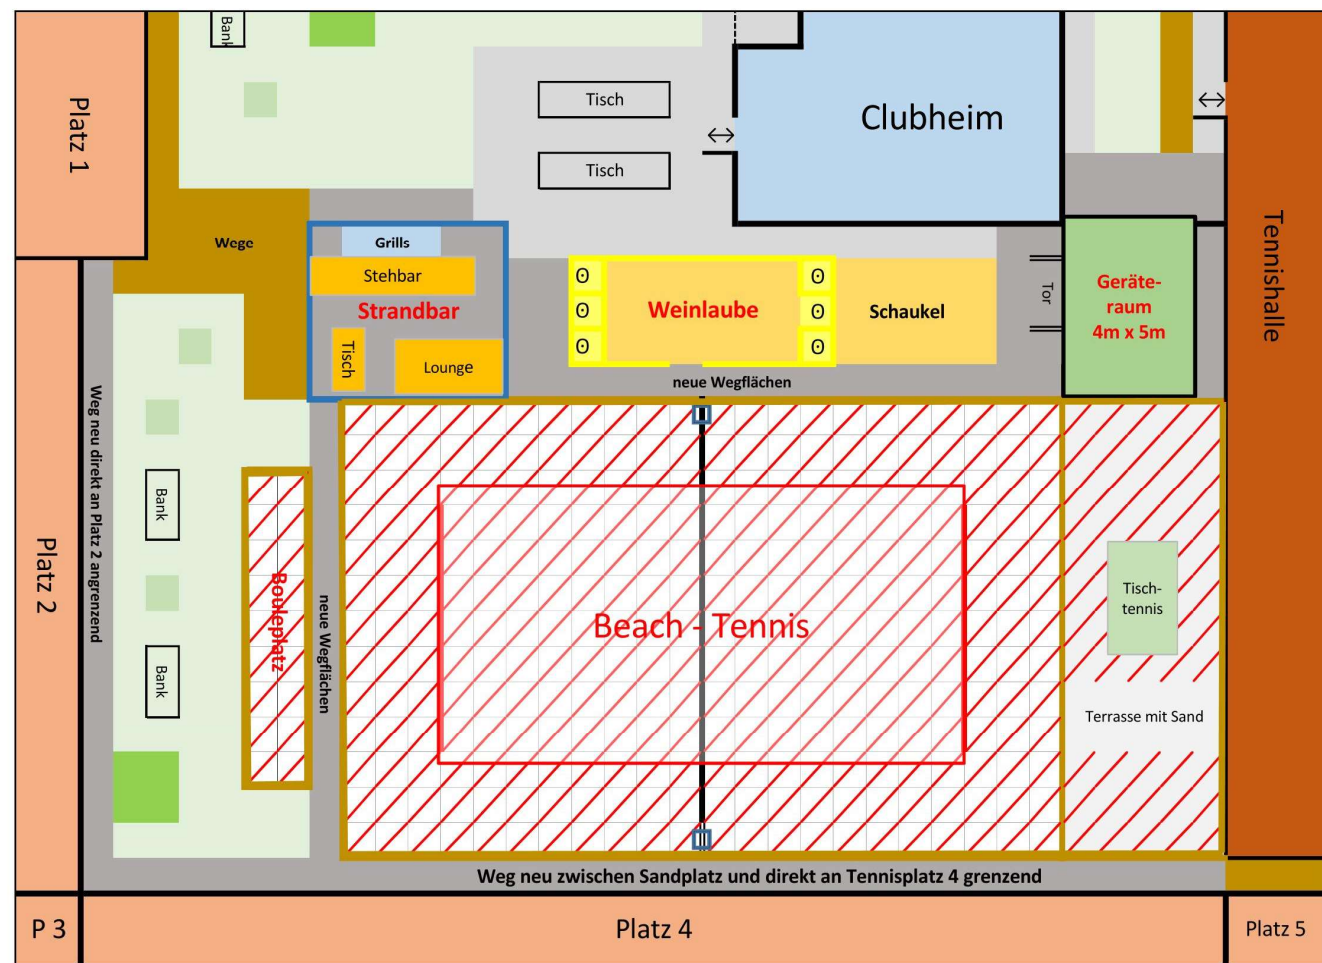 Bank
Platz 1
Tisch
Tisch
Clubheim
Tennishalle
Wege
Grills
Stehbar
Strandbar
Tisch
Lounge
Weinlaube
Schaukel
Tor
Geräte-
raum
4m x 5m
neue Wegflächen
Weg neu direkt an Platz 2 angrenzend
Platz 2
Bank
Bank
Bouleplatz
neue Wegflächen
Beach - Tennis
Tisch-
tennis
Terrasse mit Sand
Weg neu zwischen Sandplatz und direkt an Tennisplatz 4 grenzend
P 3
Platz 4
Platz 5